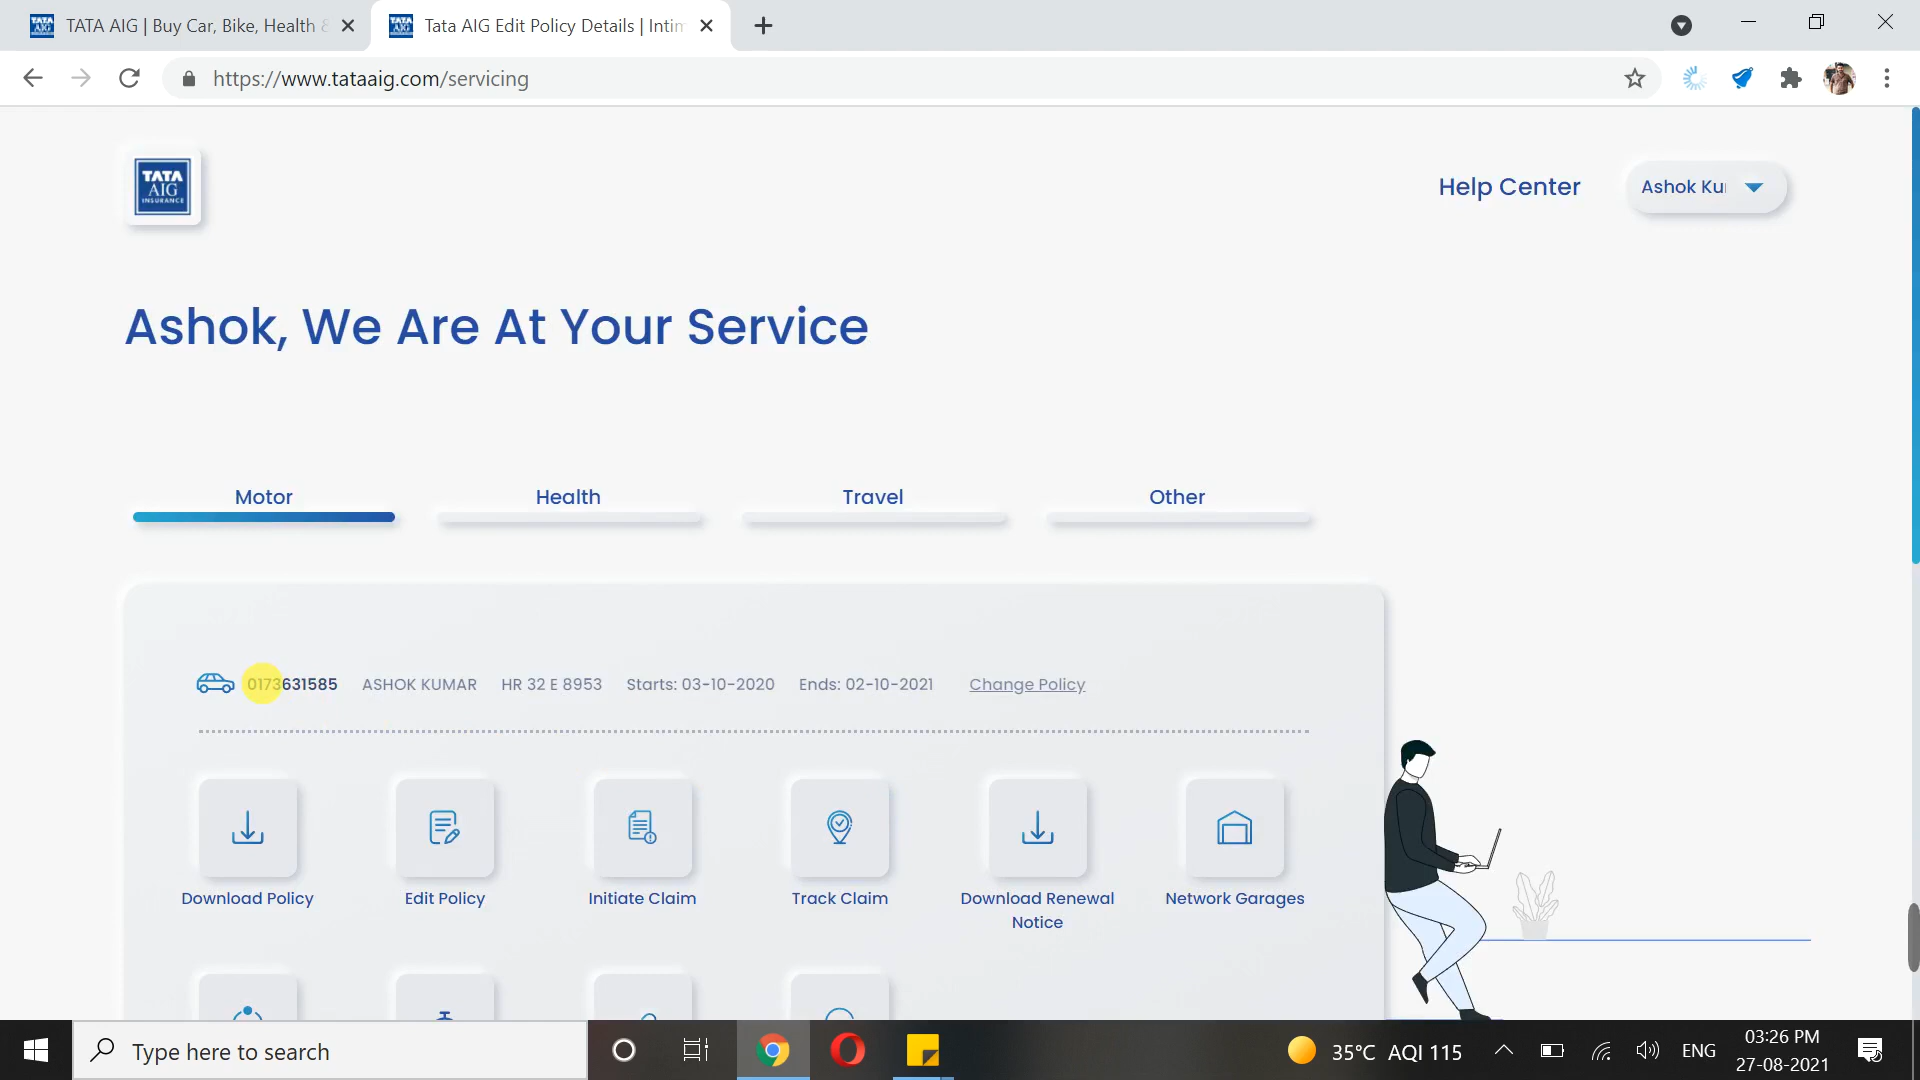 TATA AIG | Buy Car, Bike, Health &
Tata AIG Edit Policy Details | Intim
https://www.tataaig.com/servicing
TATA
AIG
INSURANCE
Help Center
Ashok Ku
Ashok, We Are At Your Service
Motor
Health
Travel
Other
0173631585 ASHOK KUMAR HR 32 E 8953 Starts: 03-10-2020 Ends: 02-10-2021 Change Policy
Download Policy
Edit Policy
Initiate Claim
Track Claim
Download Renewal
Notice
Network Garages
Type here to search
35°C AQI 115
ENG
03:26 PM
27-08-2021